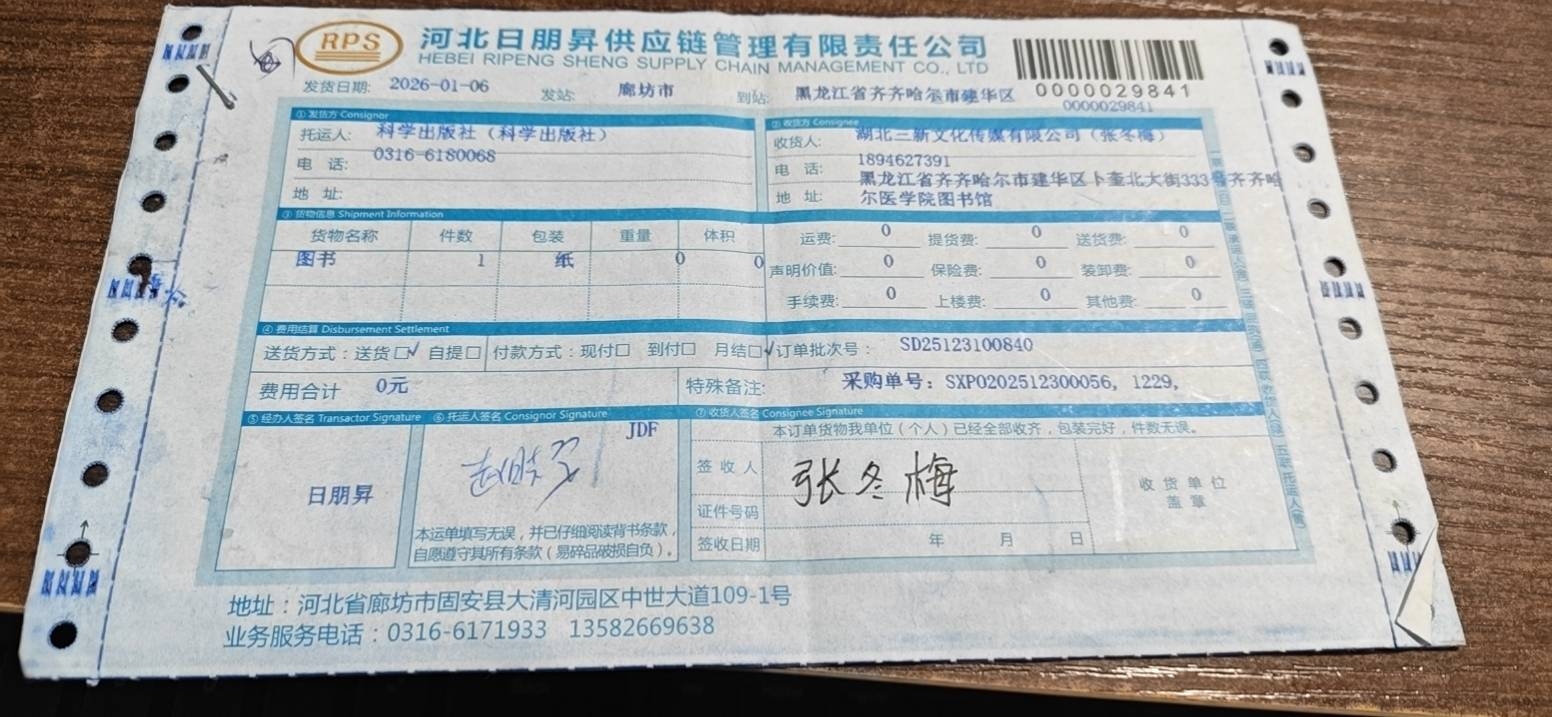 RPS
河北日朋昇供应链管理有限责任公司
HEBEI RIPENG SHENG SUPPLY CHAIN MANAGEMENT CO., LTD
0000029841
0000029841
发货日期: 2026-01-06 发站: 廊坊市 到站: 黑龙江省齐齐哈尔市建华区
① 发货方 Consignor
托运人: 科学出版社（科学出版社）
电 话: 0316-6180068
地 址:
② 收货方 Consignee
收货人: 湖北三新文化传媒有限公司（张冬梅）
电 话: 1894627391
地 址: 黑龙江省齐齐哈尔市建华区卜奎北大街333号齐齐哈
尔医学院图书馆
③ 货物信息 Shipment Information
货物名称 件数 包装 重量 体积
图书 1 纸 0 0
运费: 0 提货费: 0 送货费: 0
声明价值: 0 保险费: 0 装卸费: 0
手续费: 0 上楼费: 0 其他费: 0
④ 费用结算 Disbursement Settlement
送货方式：送货□√ 自提□ 付款方式：现付□ 到付□ 月结□√ 订单批次号： SD25123100840
费用合计 0元 特殊备注: 采购单号: SXP0202512300056, 1229,
⑤ 经办人签名 Transactor Signature
日朋昇
⑥ 托运人签名 Consignor Signature
JDF
本运单填写无误，并已仔细阅读背书条款，
自愿遵守其所有条款（易碎品破损自负）。
⑦ 收货人签名 Consignee Signature
本订单货物我单位（个人）已经全部收齐，包装完好，件数无误。
签 收 人 张冬梅
证件号码
签收日期 年 月 日
收 货 单 位
盖 章
地址：河北省廊坊市固安县大清河园区中世大道109-1号
业务服务电话：0316-6171933 13582669638